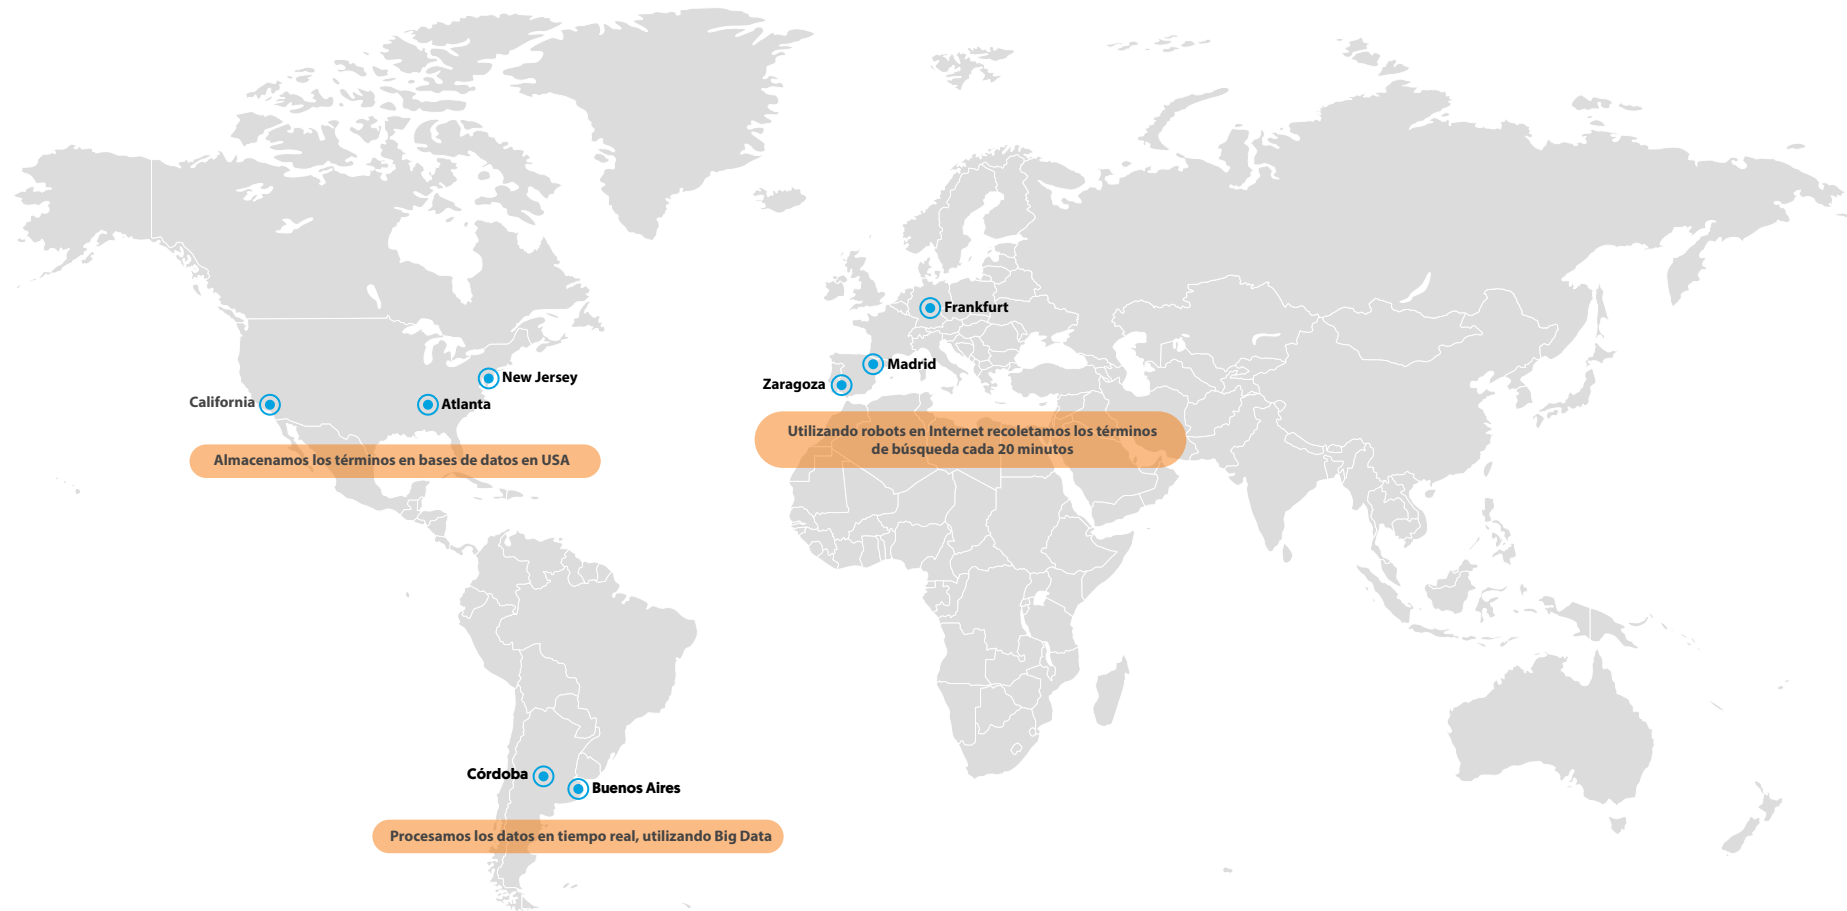 Frankfurt
Madrid
Zaragoza
New Jersey
California
Atlanta
Utilizando robots en Internet recoletamos los términos
de búsqueda cada 20 minutos
Almacenamos los términos en bases de datos en USA
Córdoba
Buenos Aires
Procesamos los datos en tiempo real, utilizando Big Data